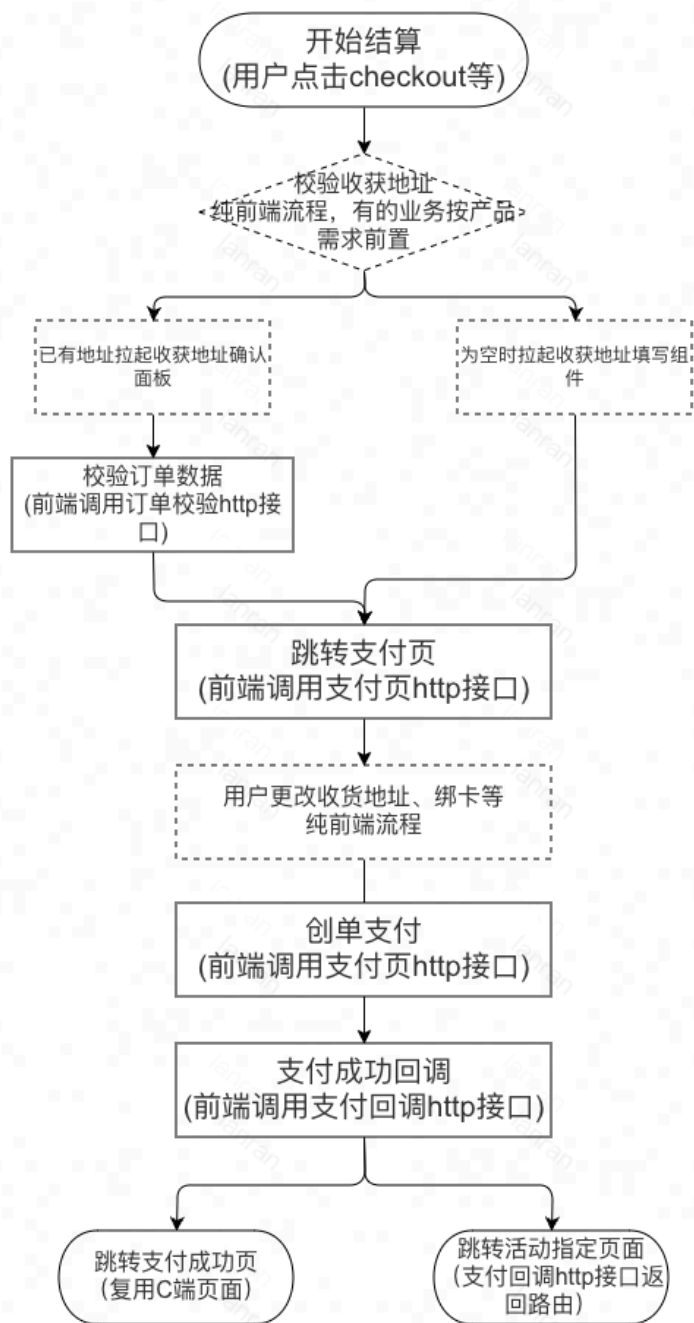 开始结算
(用户点击checkout等)
校验收获地址
纯前端流程，有的业务按产品
需求前置
已有地址拉起收获地址确认
面板
为空时拉起收获地址填写组
件
校验订单数据
(前端调用订单校验http接
口)
跳转支付页
(前端调用支付页http接口)
用户更改收货地址、绑卡等
纯前端流程
创单支付
(前端调用支付页http接口)
支付成功回调
(前端调用支付回调http接口)
跳转支付成功页
（复用C端页面）
跳转活动指定页面
（支付回调http接口返
回路由）
lanran